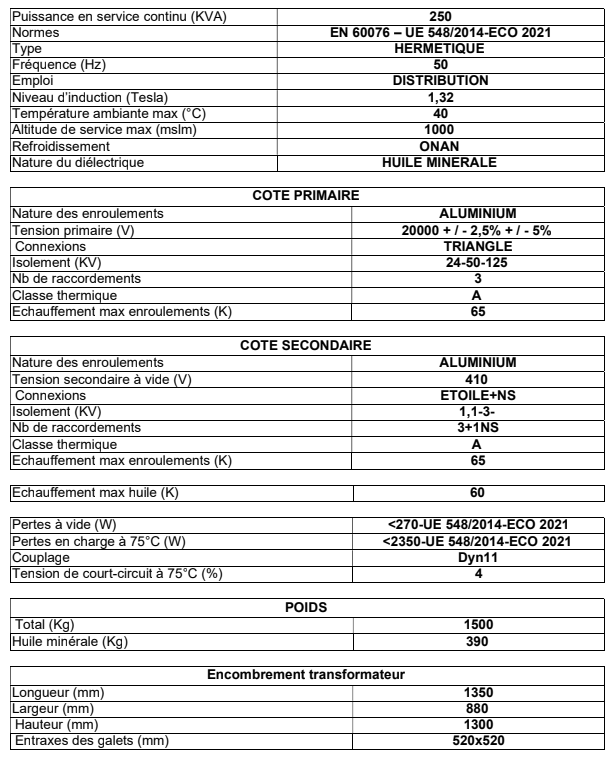 Puissance en service continu (KVA) 250
Normes EN 60076 – UE 548/2014-ECO 2021
Type HERMETIQUE
Fréquence (Hz) 50
Emploi DISTRIBUTION
Niveau d'induction (Tesla) 1,32
Température ambiante max (°C) 40
Altitude de service max (mslm) 1000
Refroidissement ONAN
Nature du diélectrique HUILE MINERALE
COTE PRIMAIRE
Nature des enroulements ALUMINIUM
Tension primaire (V) 20000 + / - 2,5% + / - 5%
Connexions TRIANGLE
Isolement (KV) 24-50-125
Nb de raccordements 3
Classe thermique A
Echauffement max enroulements (K) 65
COTE SECONDAIRE
Nature des enroulements ALUMINIUM
Tension secondaire à vide (V) 410
Connexions ETOILE+NS
Isolement (KV) 1,1-3-
Nb de raccordements 3+1NS
Classe thermique A
Echauffement max enroulements (K) 65
Echauffement max huile (K) 60
Pertes à vide (W) <270-UE 548/2014-ECO 2021
Pertes en charge à 75°C (W) <2350-UE 548/2014-ECO 2021
Couplage Dyn11
Tension de court-circuit à 75°C (%) 4
POIDS
Total (Kg) 1500
Huile minérale (Kg) 390
Encombrement transformateur
Longueur (mm) 1350
Largeur (mm) 880
Hauteur (mm) 1300
Entraxes des galets (mm) 520x520